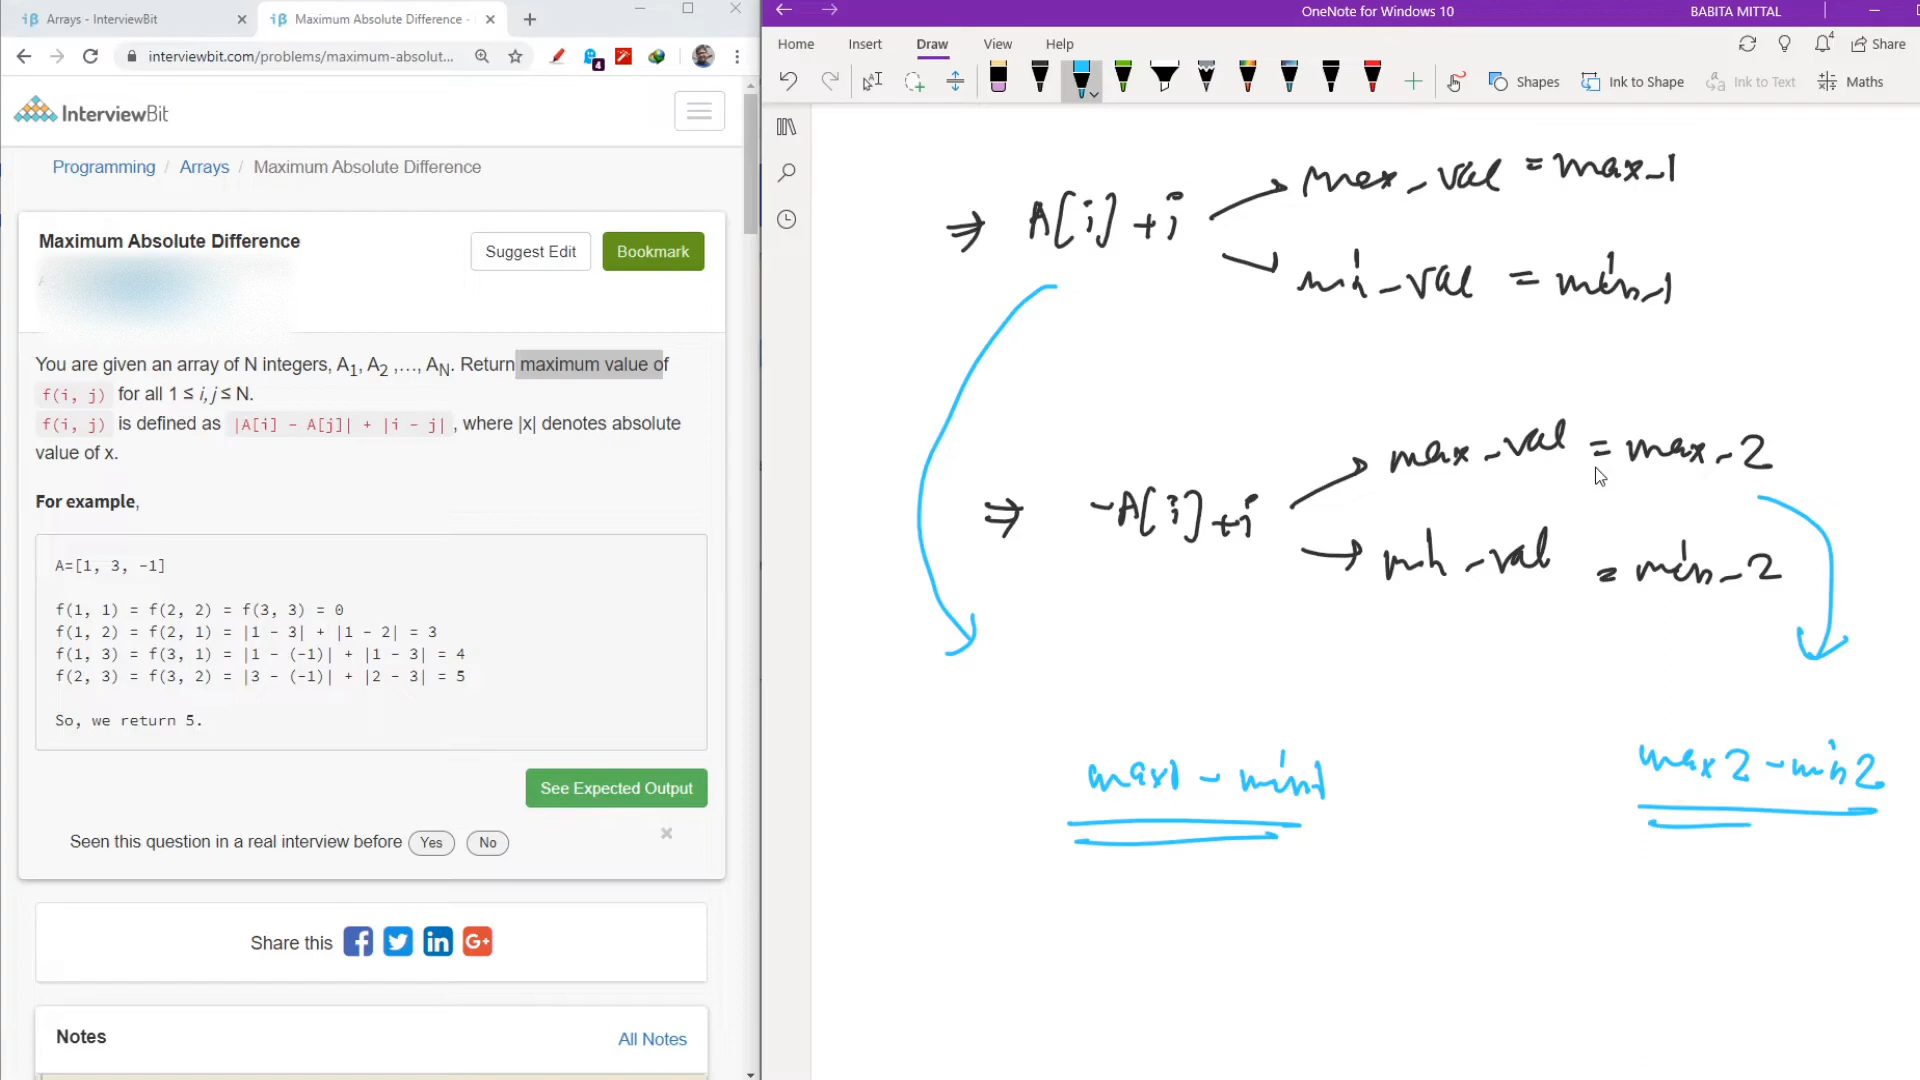 Arrays - InterviewBit
Maximum Absolute Difference -
interviewbit.com/problems/maximum-absolut...
4
InterviewBit
Programming / Arrays / Maximum Absolute Difference
Maximum Absolute Difference
Suggest Edit
Bookmark
You are given an array of N integers, A1, A2 ,…, AN. Return maximum value of
f(i, j) for all 1 ≤ i, j ≤ N.
f(i, j) is defined as |A[i] - A[j]| + |i - j|, where |x| denotes absolute
value of x.
For example,
A=[1, 3, -1]
f(1, 1) = f(2, 2) = f(3, 3) = 0
f(1, 2) = f(2, 1) = |1 - 3| + |1 - 2| = 3
f(1, 3) = f(3, 1) = |1 - (-1)| + |1 - 3| = 4
f(2, 3) = f(3, 2) = |3 - (-1)| + |2 - 3| = 5
So, we return 5.
See Expected Output
Seen this question in a real interview before Yes No
Share this
Notes
All Notes
OneNote for Windows 10
BABITA MITTAL
Home Insert Draw View Help
4
Share
Shapes Ink to Shape Ink to Text Maths
⇒ A[i] + i
max_val = max_1
min_val = min_1
⇒ -A[i] + i
max_val = max_2
min_val = min_2
max1 - min1
max2 - min2